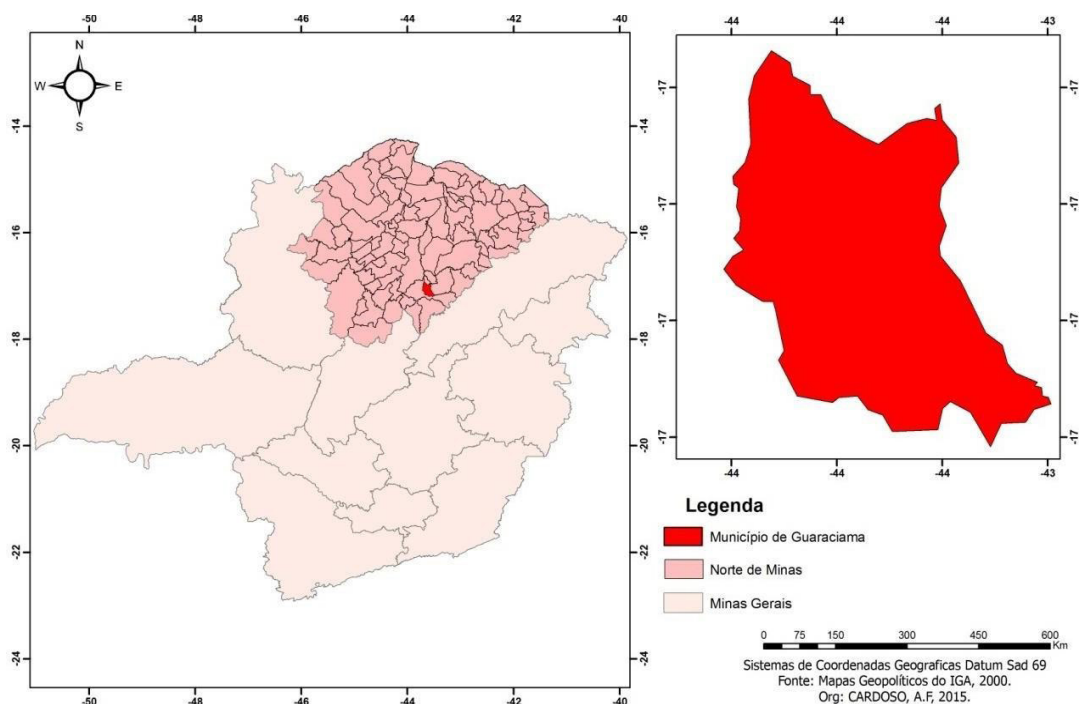 -50 -48 -46 -44 -42 -40
N
W E
S
-14
-16
-18
-20
-22
-24
-14
-16
-18
-20
-22
-24
-50 -48 -46 -44 -42 -40
-44 -44 -44 -43
-17
-17
-17
-17
-17
-17
-17
-17
-44 -44 -44 -43
Legenda
Município de Guaraciama
Norte de Minas
Minas Gerais
0 75 150 300 450 600
Km
Sistemas de Coordenadas Geograficas Datum Sad 69
Fonte: Mapas Geopolíticos do IGA, 2000.
Org: CARDOSO, A.F, 2015.